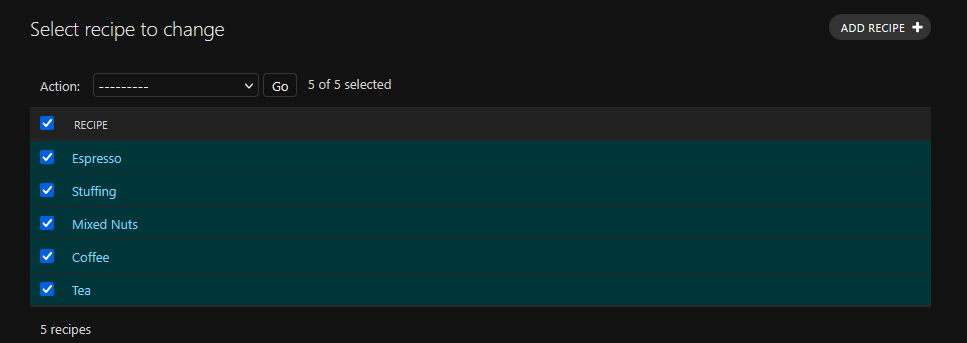 Select recipe to change
ADD RECIPE +
Action: --------- Go 5 of 5 selected
RECIPE
Espresso
Stuffing
Mixed Nuts
Coffee
Tea
5 recipes